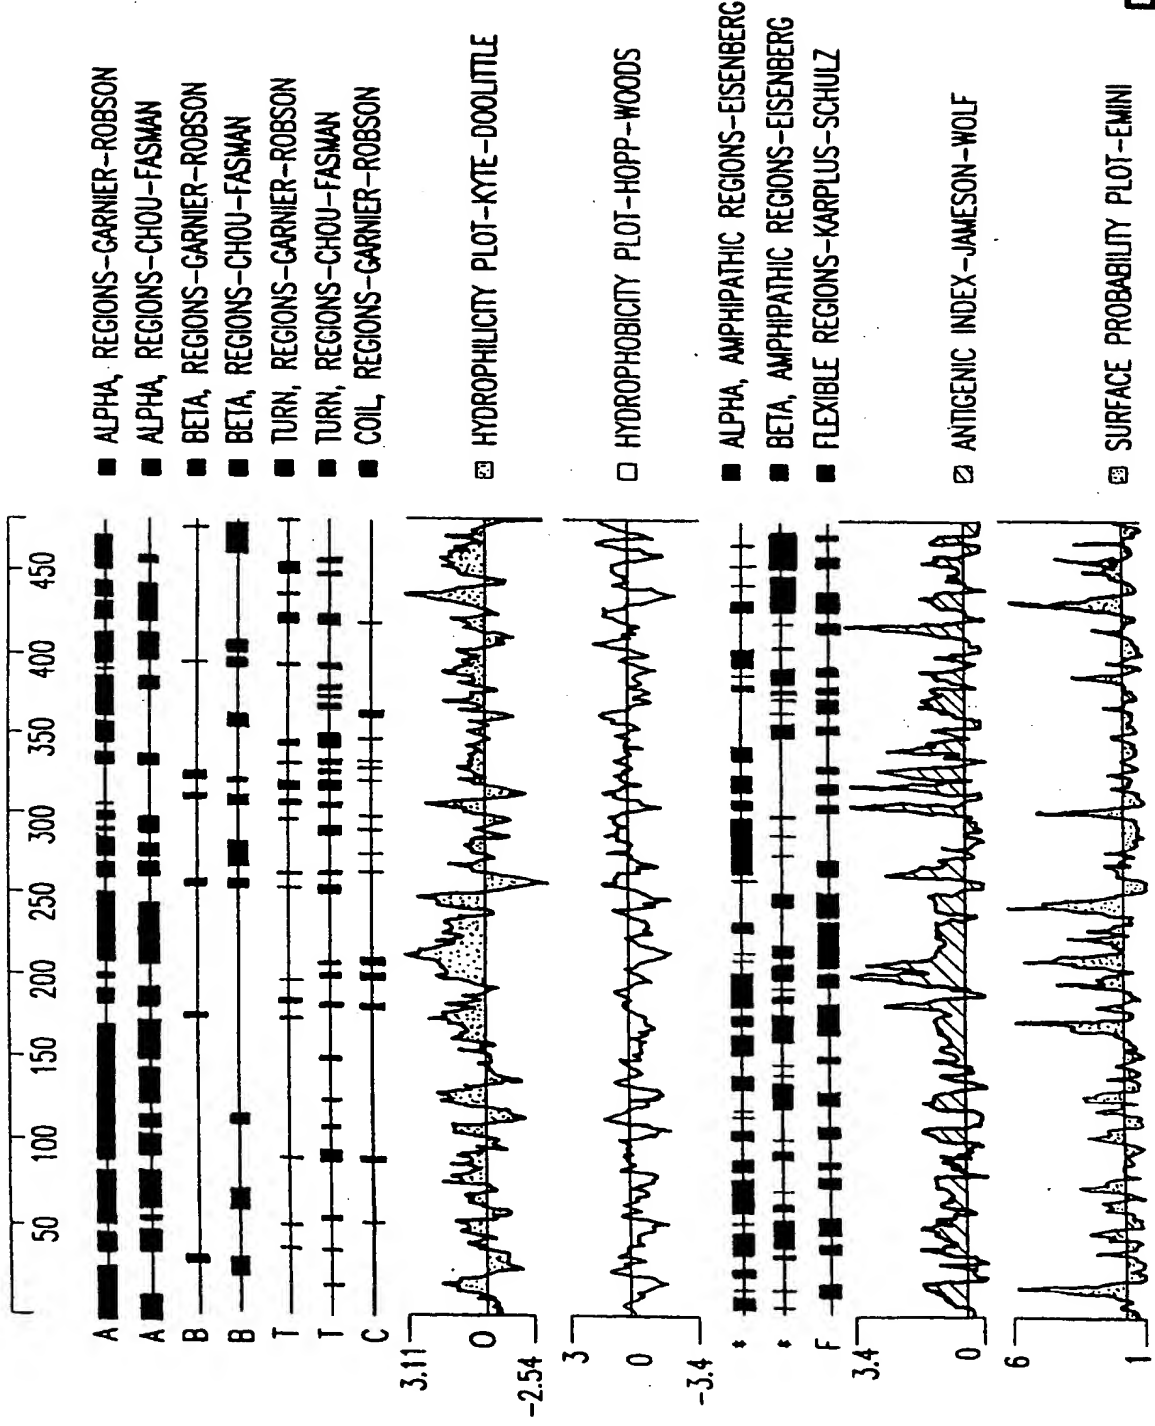 50 100 150 200 250 300 350 400 450
A ALPHA, REGIONS-GARNIER-ROBSON
A ALPHA, REGIONS-CHOU-FASMAN
B BETA, REGIONS-GARNIER-ROBSON
B BETA, REGIONS-CHOU-FASMAN
T TURN, REGIONS-GARNIER-ROBSON
T TURN, REGIONS-CHOU-FASMAN
C COIL, REGIONS-GARNIER-ROBSON
3.11
0 HYDROPHILICITY PLOT-KYTE-DOOLITTLE
-2.54
3
0 HYDROPHOBICITY PLOT-HOPP-WOODS
-3.4
* ALPHA, AMPHIPATHIC REGIONS-EISENBERG
* BETA, AMPHIPATHIC REGIONS-EISENBERG
F FLEXIBLE REGIONS-KARPLUS-SCHULZ
3.4
0 ANTIGENIC INDEX-JAMESON-WOLF
6
SURFACE PROBABILITY PLOT-EMINI
1